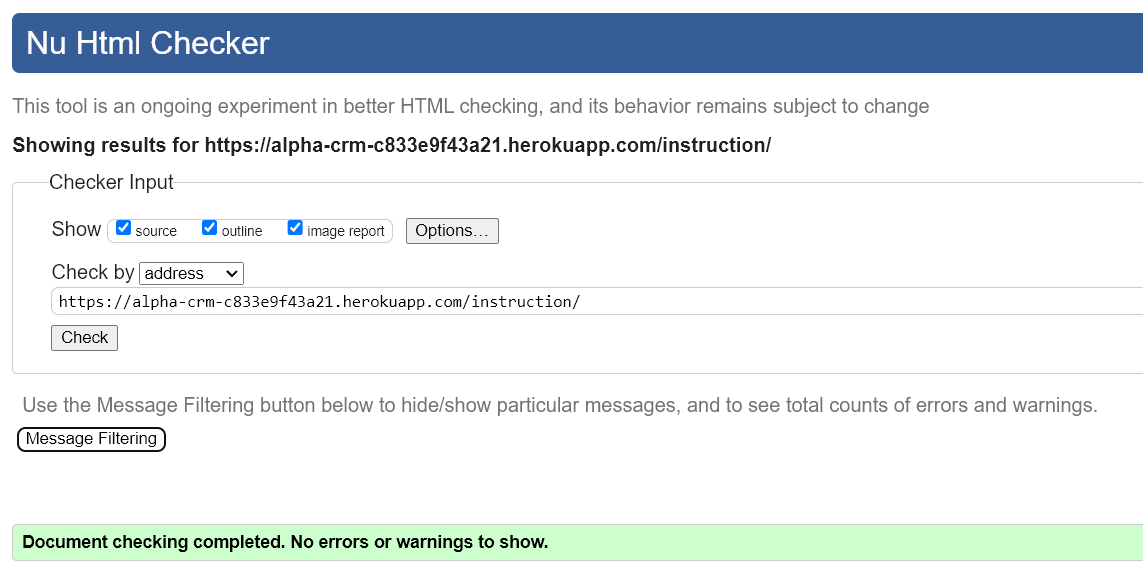 Nu Html Checker
This tool is an ongoing experiment in better HTML checking, and its behavior remains subject to change
Showing results for https://alpha-crm-c833e9f43a21.herokuapp.com/instruction/
Checker Input
Show source outline image report Options...
Check by address
https://alpha-crm-c833e9f43a21.herokuapp.com/instruction/
Check
Use the Message Filtering button below to hide/show particular messages, and to see total counts of errors and warnings.
Message Filtering
Document checking completed. No errors or warnings to show.